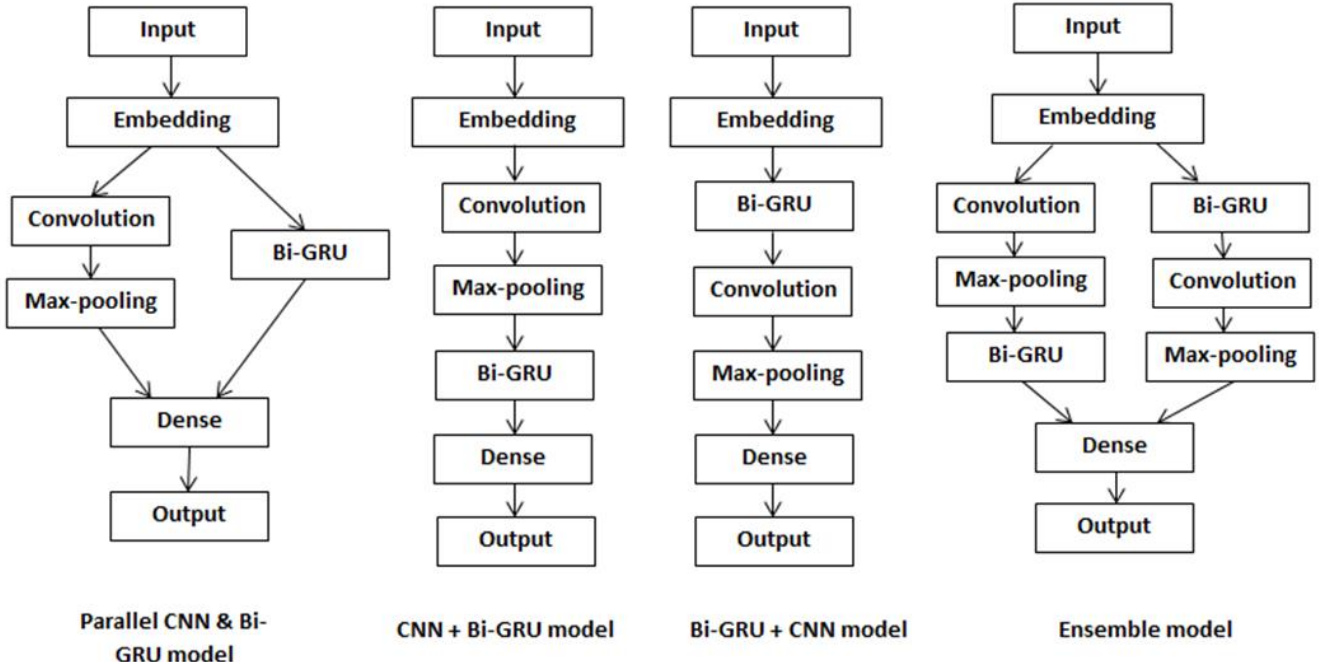 Input
Embedding
Convolution
Max-pooling
Bi-GRU
Dense
Output
Parallel CNN & Bi-
GRU model
Input
Embedding
Convolution
Max-pooling
Bi-GRU
Dense
Output
CNN + Bi-GRU model
Input
Embedding
Bi-GRU
Convolution
Max-pooling
Dense
Output
Bi-GRU + CNN model
Input
Embedding
Convolution
Max-pooling
Bi-GRU
Bi-GRU
Convolution
Max-pooling
Dense
Output
Ensemble model